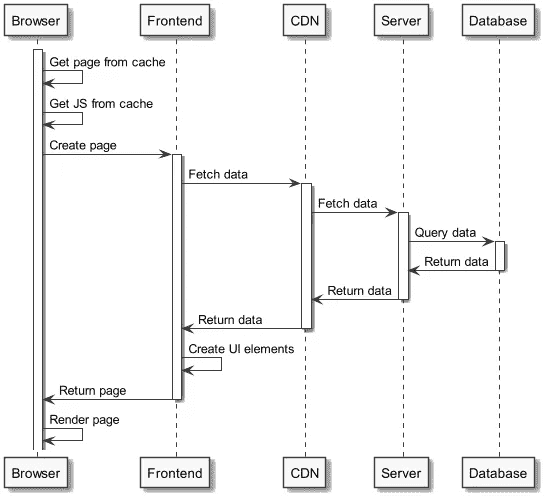 Browser Frontend CDN Server Database
Get page from cache
Get JS from cache
Create page
Fetch data
Fetch data
Query data
Return data
Return data
Return data
Create UI elements
Return page
Render page
Browser Frontend CDN Server Database